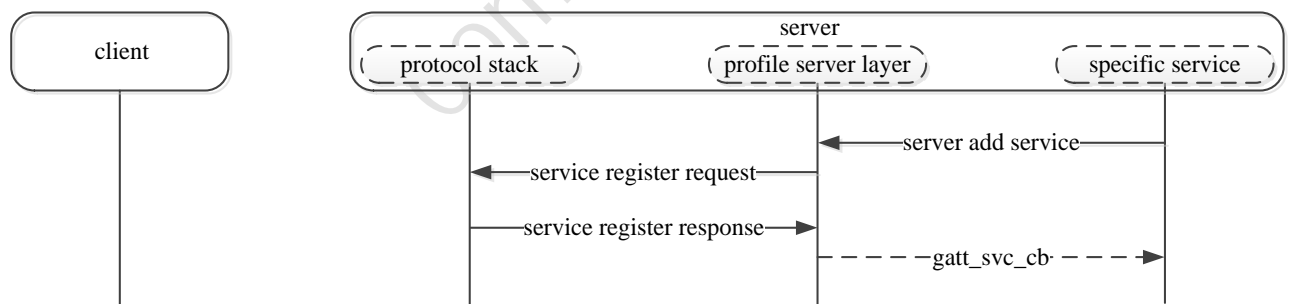 server
client
protocol stack
profile server layer
specific service
server add service
service register request
service register response
gatt_svc_cb